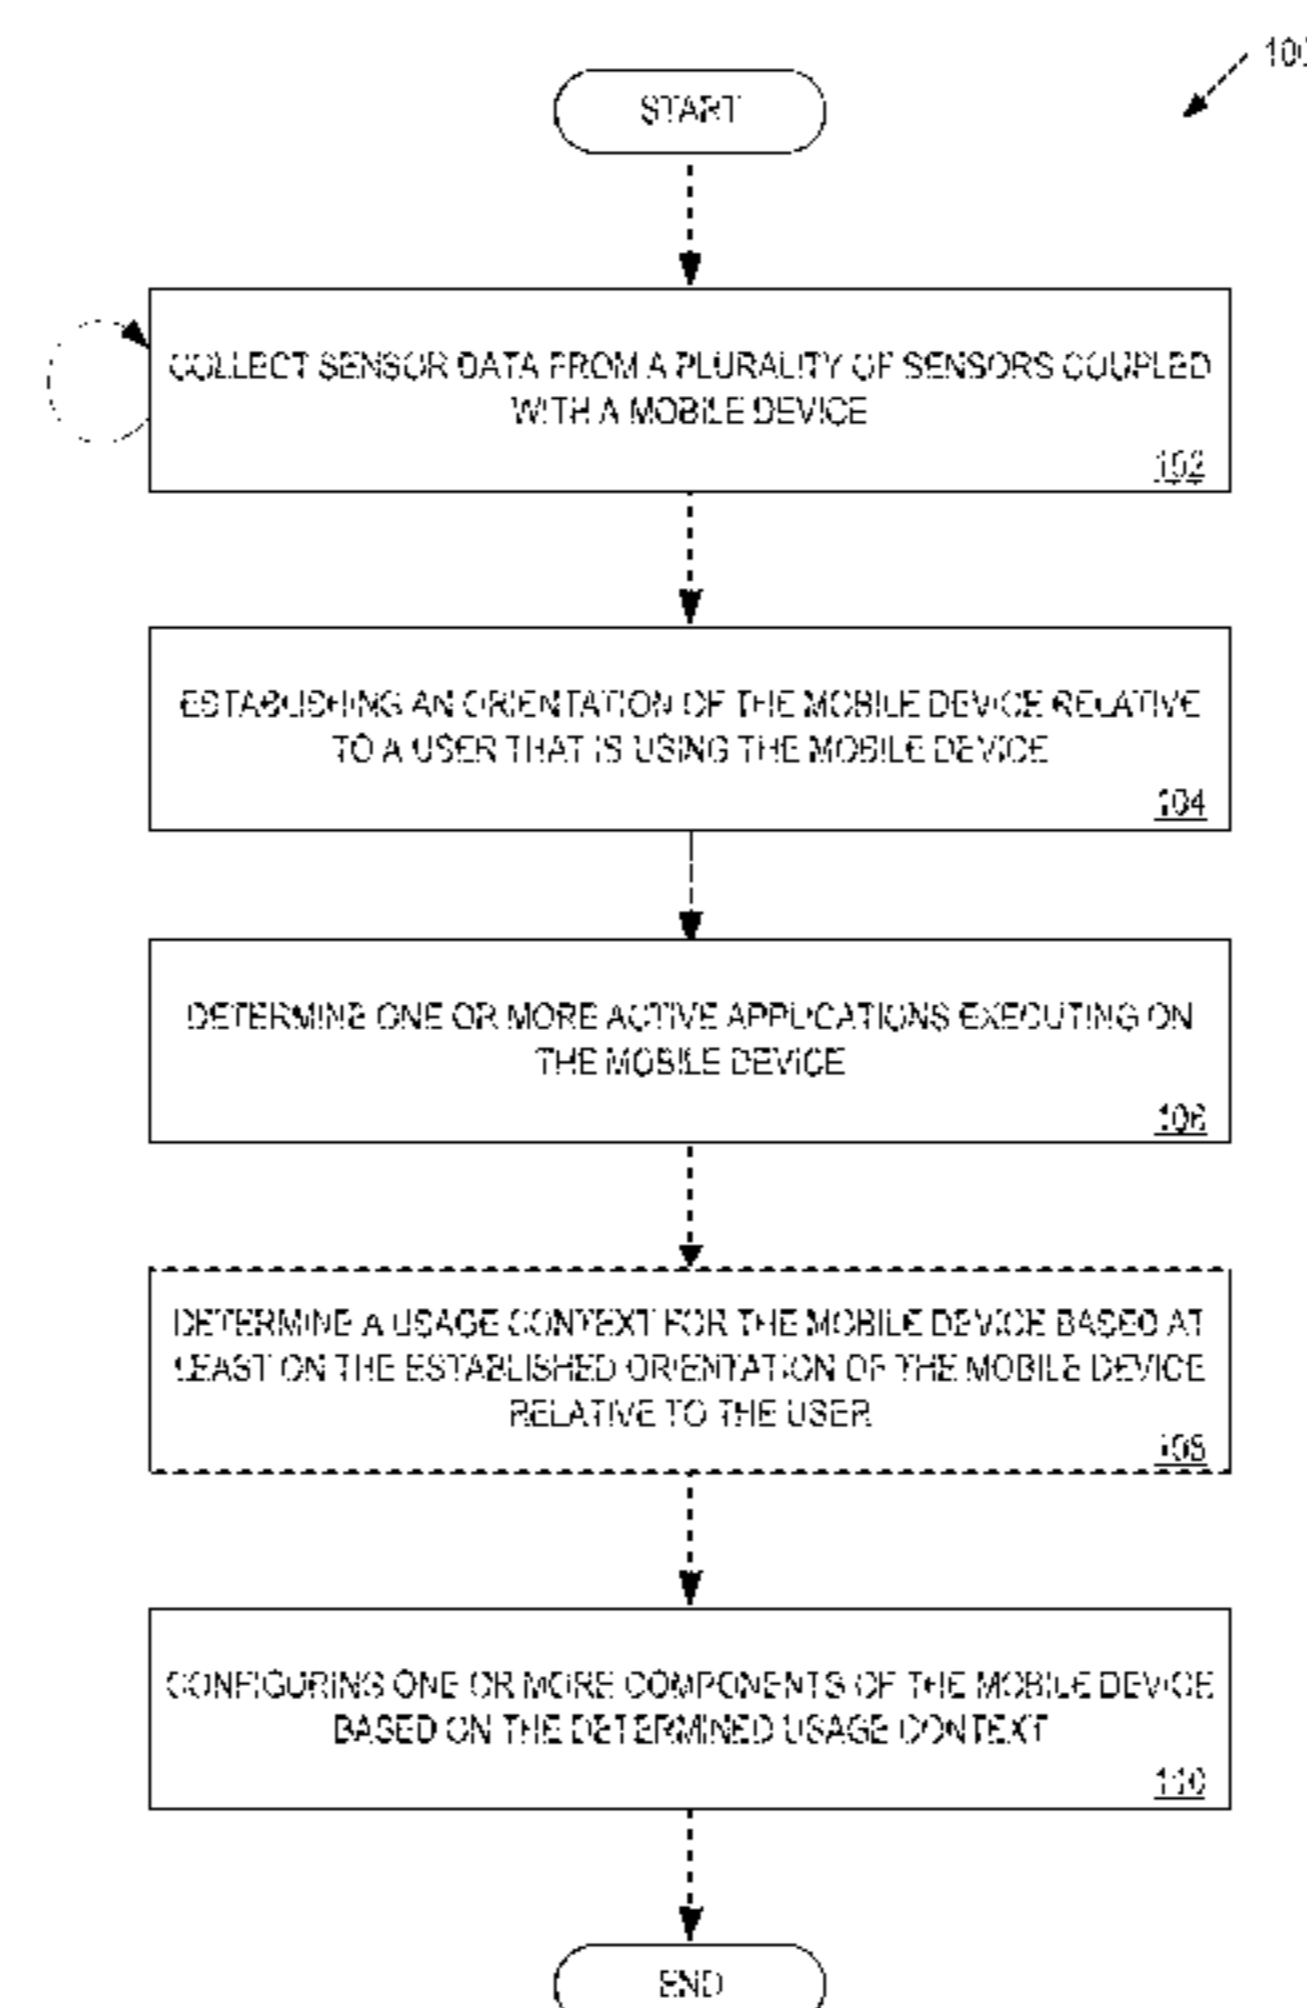 100
START
COLLECT SENSOR DATA FROM A PLURALITY OF SENSORS COUPLED
WITH A MOBILE DEVICE
102
ESTABLISHING AN ORIENTATION OF THE MOBILE DEVICE RELATIVE
TO A USER THAT IS USING THE MOBILE DEVICE
104
DETERMINE ONE OR MORE ACTIVE APPLICATIONS EXECUTING ON
THE MOBILE DEVICE
106
DETERMINE A USAGE CONTEXT FOR THE MOBILE DEVICE BASED AT
LEAST ON THE ESTABLISHED ORIENTATION OF THE MOBILE DEVICE
RELATIVE TO THE USER
108
CONFIGURING ONE OR MORE COMPONENTS OF THE MOBILE DEVICE
BASED ON THE DETERMINED USAGE CONTEXT
110
END